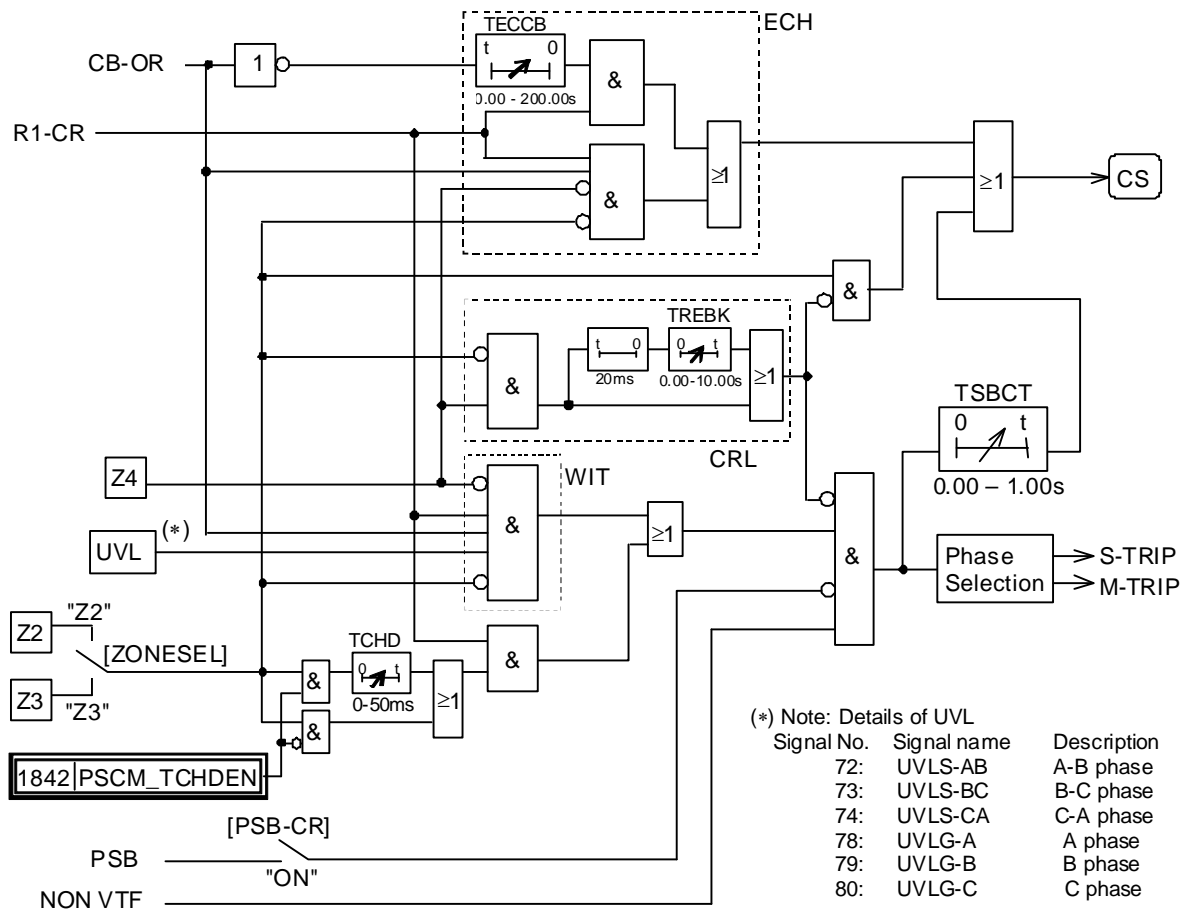 TECCB
ECH
t 0
0.00 - 200.00s
CB-OR
1
&
R1-CR
≥1
&
≥1
CS
&
TREBK
t 0
0 t
20ms
0.00-10.00s
≥1
&
CRL
TSBCT
0 t
0.00 – 1.00s
Z4
WIT
(*)
UVL
&
≥1
&
Phase
Selection
S-TRIP
M-TRIP
"Z2"
Z2
[ZONESEL]
Z3
"Z3"
TCHD
0 t
0-50ms
&
&
≥1
&
1842 PSCM_TCHDEN
[PSB-CR]
PSB
"ON"
NON VTF
(*) Note: Details of UVL
Signal No. Signal name Description
72: UVLS-AB A-B phase
73: UVLS-BC B-C phase
74: UVLS-CA C-A phase
78: UVLG-A A phase
79: UVLG-B B phase
80: UVLG-C C phase